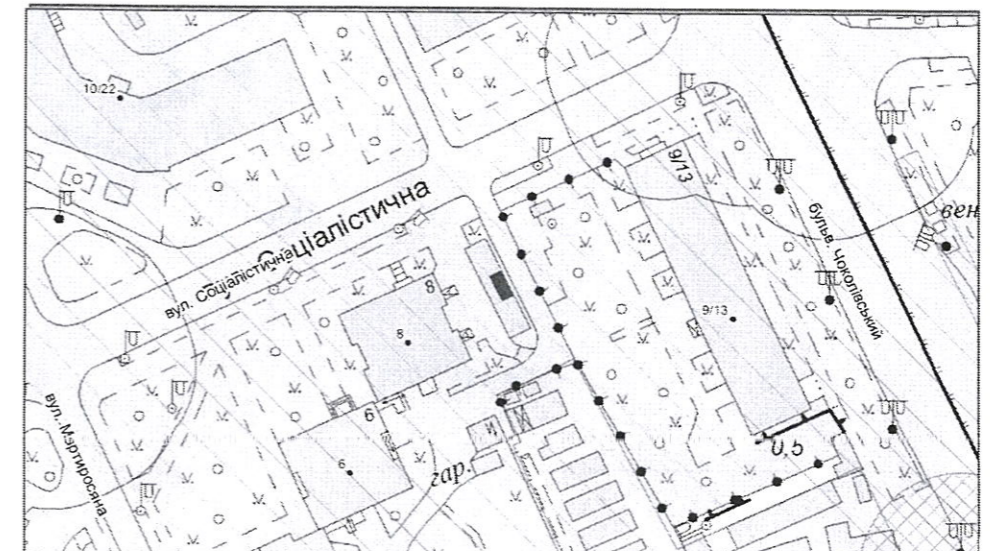 10/22
9/13
вул. Соціалістична
Соціалістична
бульв. Чоколівський
вен
8
8
9/13
6
6
гар.
0,5
вул. Мартиросяна